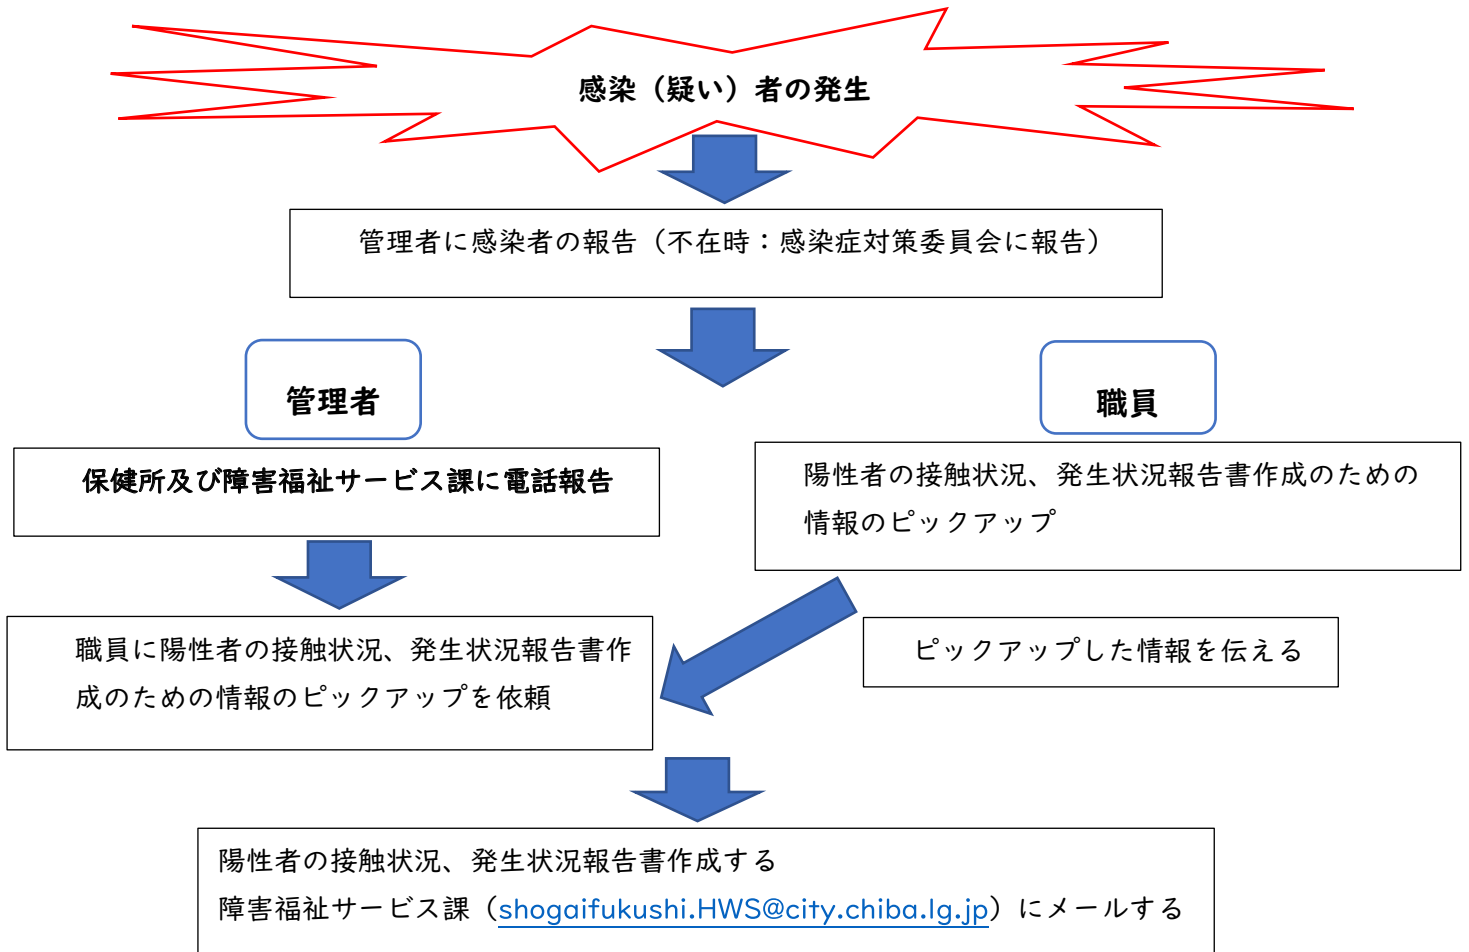 感染（疑い）者の発生
管理者に感染者の報告（不在時：感染症対策委員会に報告）
管理者
保健所及び障害福祉サービス課に電話報告
職員に陽性者の接触状況、発生状況報告書作
成のための情報のピックアップを依頼
職員
陽性者の接触状況、発生状況報告書作成のための
情報のピックアップ
ピックアップした情報を伝える
陽性者の接触状況、発生状況報告書作成する
障害福祉サービス課（shogaifukushi.HWS@city.chiba.lg.jp）にメールする